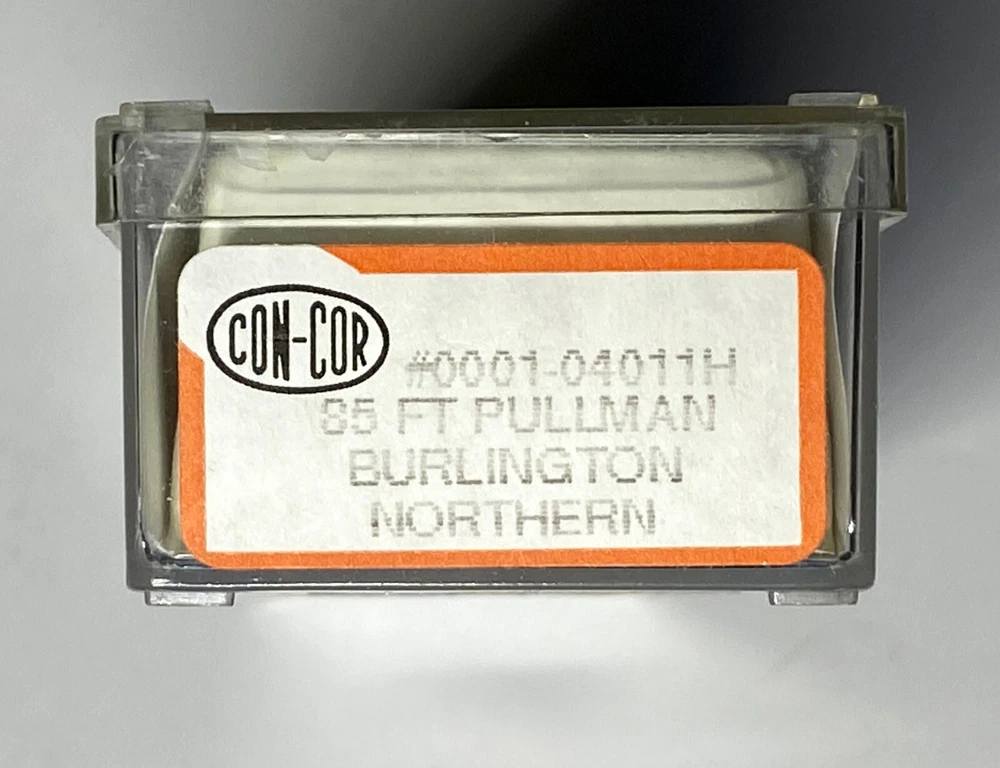 CON-COR
#0001-04011H
85 FT PULLMAN
BURLINGTON
NORTHERN